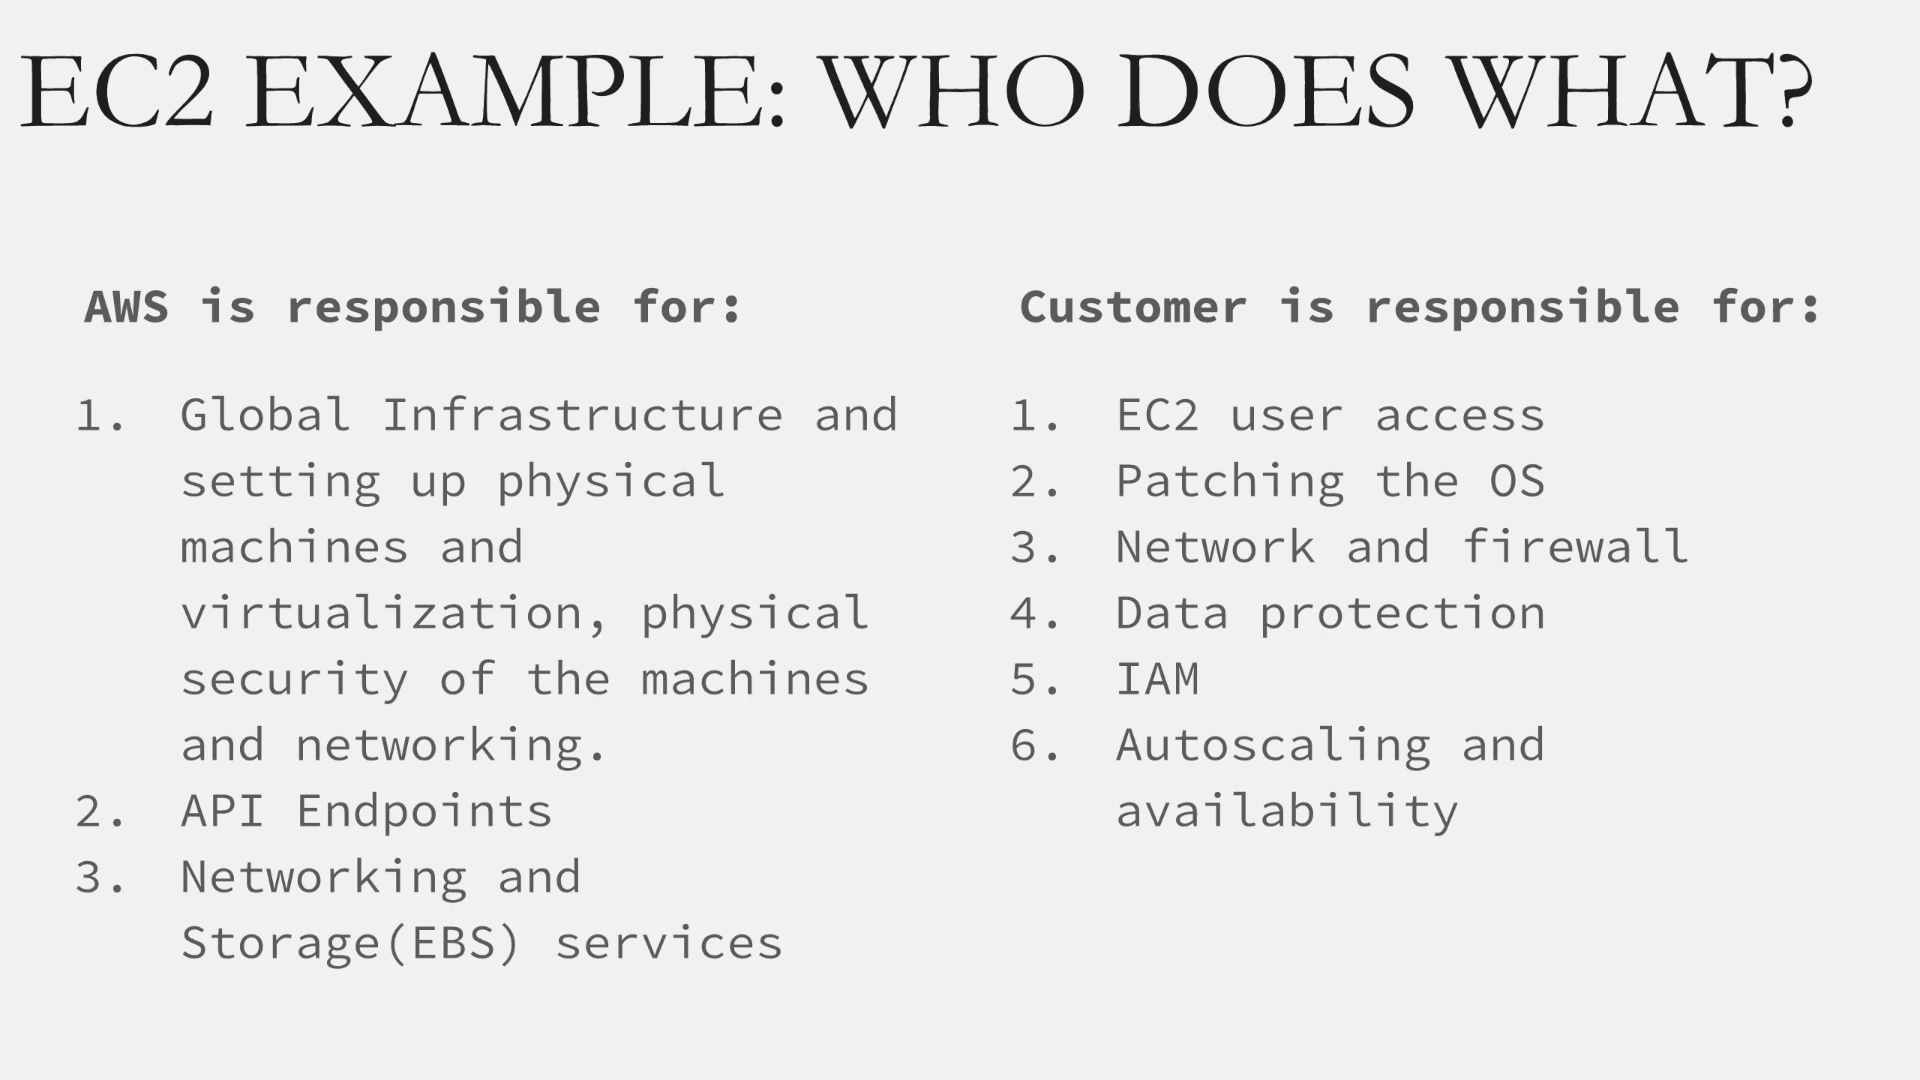 EC2 EXAMPLE: WHO DOES WHAT?
AWS is responsible for:
1. Global Infrastructure and
setting up physical
machines and
virtualization, physical
security of the machines
and networking.
2. API Endpoints
3. Networking and
Storage(EBS) services
Customer is responsible for:
1. EC2 user access
2. Patching the OS
3. Network and firewall
4. Data protection
5. IAM
6. Autoscaling and
availability